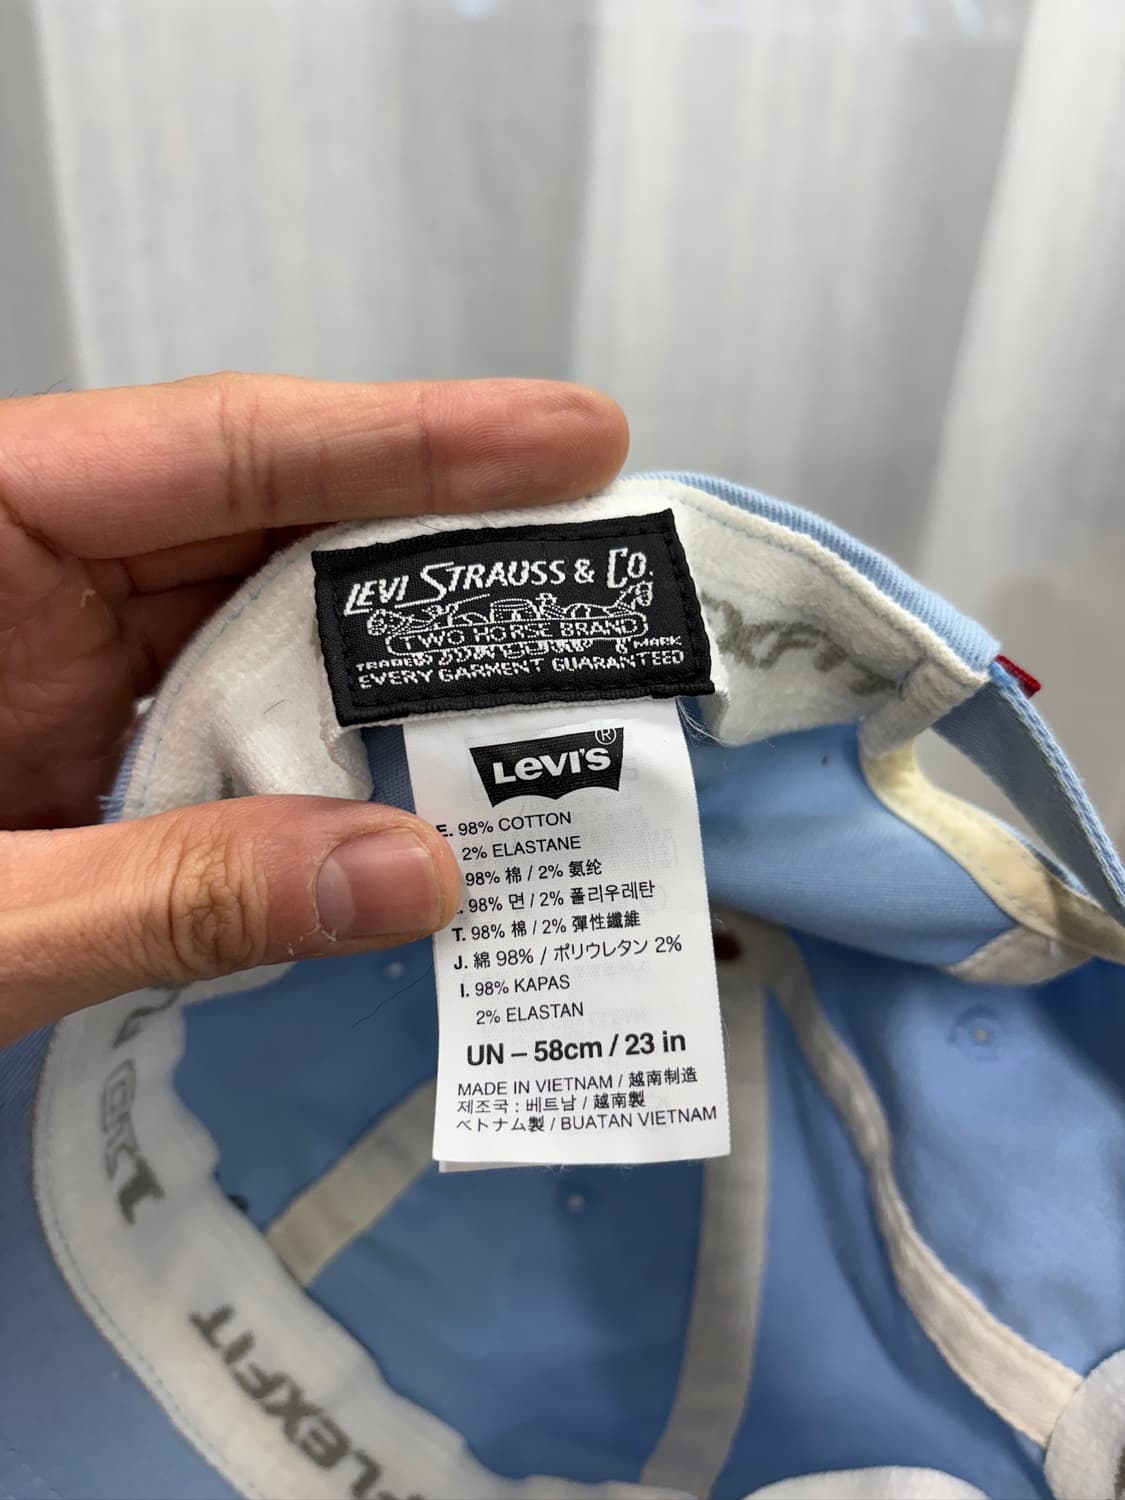 LEVI STRAUSS & CO.
TWO HORSE BRAND
TRADE MARK
EVERY GARMENT GUARANTEED
LEVI'S®
E. 98% COTTON
2% ELASTANE
98% 棉 / 2% 氨纶
. 98% 면 / 2% 폴리우레탄
T. 98% 棉 / 2% 彈性纖維
J. 綿 98% / ポリウレタン 2%
I. 98% KAPAS
2% ELASTAN
UN – 58cm / 23 in
MADE IN VIETNAM / 越南制造
제조국 : 베트남 / 越南製
ベトナム製 / BUATAN VIETNAM
FLEXFIT